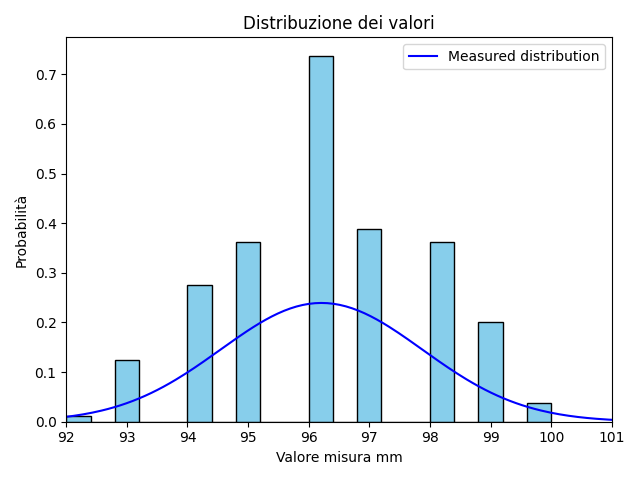 Distribuzione dei valori
Measured distribution
Probabilità
0.7
0.6
0.5
0.4
0.3
0.2
0.1
0.0
92 93 94 95 96 97 98 99 100 101
Valore misura mm